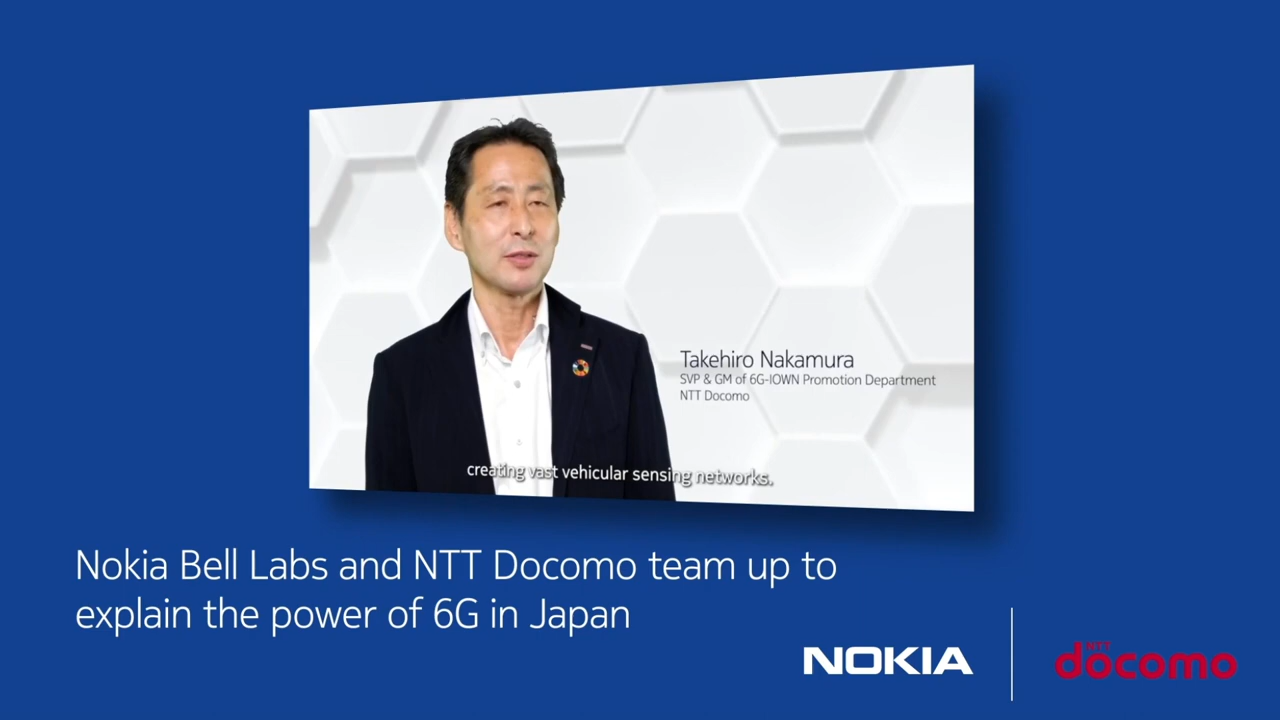 Takehiro Nakamura
SVP & GM of 6G-IOWN Promotion Department
NTT Docomo
creating vast vehicular sensing networks.
Nokia Bell Labs and NTT Docomo team up to
explain the power of 6G in Japan
NOKIA
NTT
docomo